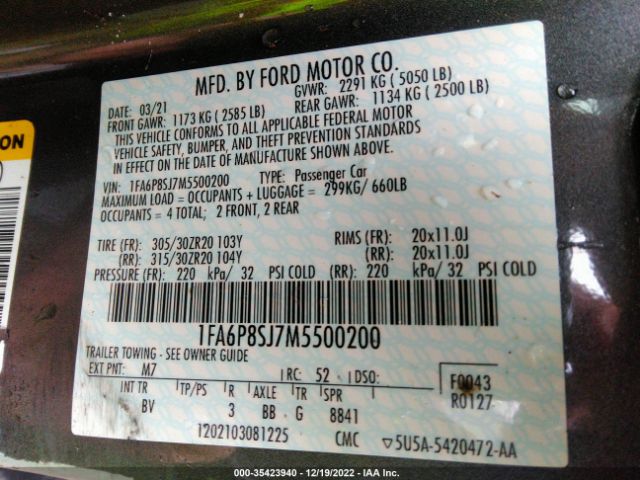 MFD. BY FORD MOTOR CO.
DATE: 03/21 GVWR: 2291 KG ( 5050 LB)
FRONT GAWR: 1173 KG ( 2585 LB) REAR GAWR: 1134 KG ( 2500 LB)
THIS VEHICLE CONFORMS TO ALL APPLICABLE FEDERAL MOTOR
VEHICLE SAFETY, BUMPER, AND THEFT PREVENTION STANDARDS
IN EFFECT ON THE DATE OF MANUFACTURE SHOWN ABOVE.
VIN: 1FA6P8SJ7M5500200 TYPE: Passenger Car
MAXIMUM LOAD = OCCUPANTS + LUGGAGE = 299KG/ 660LB
OCCUPANTS = 4 TOTAL; 2 FRONT, 2 REAR
TIRE (FR): 305/30ZR20 103Y RIMS (FR): 20x11.0J
(RR): 315/30ZR20 104Y (RR): 20x11.0J
PRESSURE (FR): 220 kPa/ 32 PSI COLD (RR): 220 kPa/ 32 PSI COLD
1FA6P8SJ7M5500200
TRAILER TOWING - SEE OWNER GUIDE
EXT PNT: M7 RC: 52 DSO: F0043
INT TR TP/PS R AXLE TR SPR R0127
BV 3 BB G 8841
1202103081225 CMC ▽5U5A-5420472-AA
ION
000 - 35423940 - 12/19/2022 - IAA Inc.